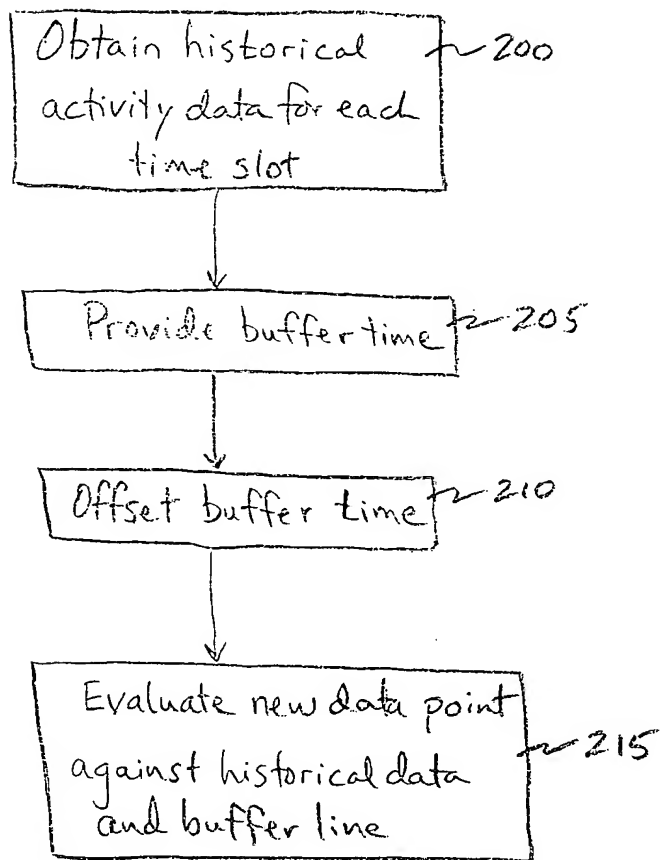 Obtain historical
activity data for each
time slot
200
Provide buffer time
205
Offset buffer time
210
Evaluate new data point
against historical data
and buffer line
215